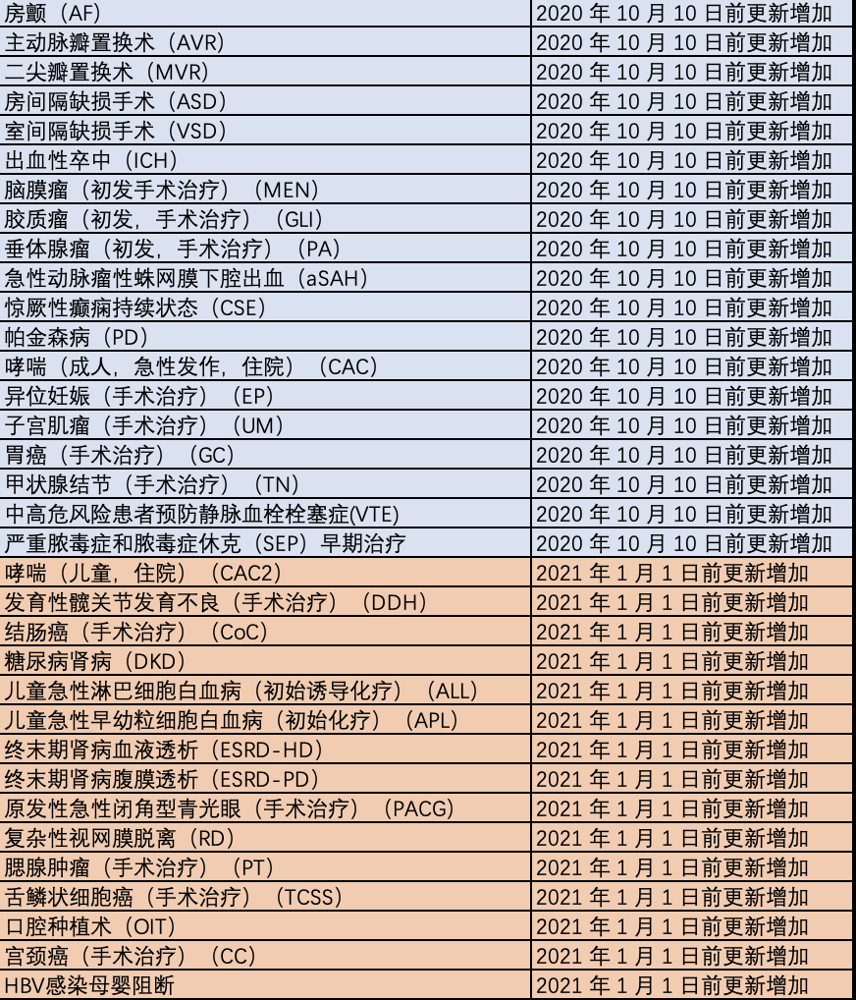 房颤（AF） 2020 年 10 月 10 日前更新增加
主动脉瓣置换术（AVR） 2020 年 10 月 10 日前更新增加
二尖瓣置换术（MVR） 2020 年 10 月 10 日前更新增加
房间隔缺损手术（ASD） 2020 年 10 月 10 日前更新增加
室间隔缺损手术（VSD） 2020 年 10 月 10 日前更新增加
出血性卒中（ICH） 2020 年 10 月 10 日前更新增加
脑膜瘤（初发手术治疗）（MEN） 2020 年 10 月 10 日前更新增加
胶质瘤（初发，手术治疗）（GLI） 2020 年 10 月 10 日前更新增加
垂体腺瘤（初发，手术治疗）（PA） 2020 年 10 月 10 日前更新增加
急性动脉瘤性蛛网膜下腔出血（aSAH） 2020 年 10 月 10 日前更新增加
惊厥性癫痫持续状态（CSE） 2020 年 10 月 10 日前更新增加
帕金森病（PD） 2020 年 10 月 10 日前更新增加
哮喘（成人，急性发作，住院）（CAC） 2020 年 10 月 10 日前更新增加
异位妊娠（手术治疗）（EP） 2020 年 10 月 10 日前更新增加
子宫肌瘤（手术治疗）（UM） 2020 年 10 月 10 日前更新增加
胃癌（手术治疗）（GC） 2020 年 10 月 10 日前更新增加
甲状腺结节（手术治疗）（TN） 2020 年 10 月 10 日前更新增加
中高危风险患者预防静脉血栓栓塞症(VTE) 2020 年 10 月 10 日前更新增加
严重脓毒症和脓毒症休克（SEP）早期治疗 2020 年 10 月 10 日前更新增加
哮喘（儿童，住院）（CAC2） 2021 年 1 月 1 日前更新增加
发育性髋关节发育不良（手术治疗）（DDH） 2021 年 1 月 1 日前更新增加
结肠癌（手术治疗）（CoC） 2021 年 1 月 1 日前更新增加
糖尿病肾病（DKD） 2021 年 1 月 1 日前更新增加
儿童急性淋巴细胞白血病（初始诱导化疗）（ALL） 2021 年 1 月 1 日前更新增加
儿童急性早幼粒细胞白血病（初始化疗）（APL） 2021 年 1 月 1 日前更新增加
终末期肾病血液透析（ESRD-HD） 2021 年 1 月 1 日前更新增加
终末期肾病腹膜透析（ESRD-PD） 2021 年 1 月 1 日前更新增加
原发性急性闭角型青光眼（手术治疗）（PACG） 2021 年 1 月 1 日前更新增加
复杂性视网膜脱离（RD） 2021 年 1 月 1 日前更新增加
腮腺肿瘤（手术治疗）（PT） 2021 年 1 月 1 日前更新增加
舌鳞状细胞癌（手术治疗）（TCSS） 2021 年 1 月 1 日前更新增加
口腔种植术（OIT） 2021 年 1 月 1 日前更新增加
宫颈癌（手术治疗）（CC） 2021 年 1 月 1 日前更新增加
HBV感染母婴阻断 2021 年 1 月 1 日前更新增加